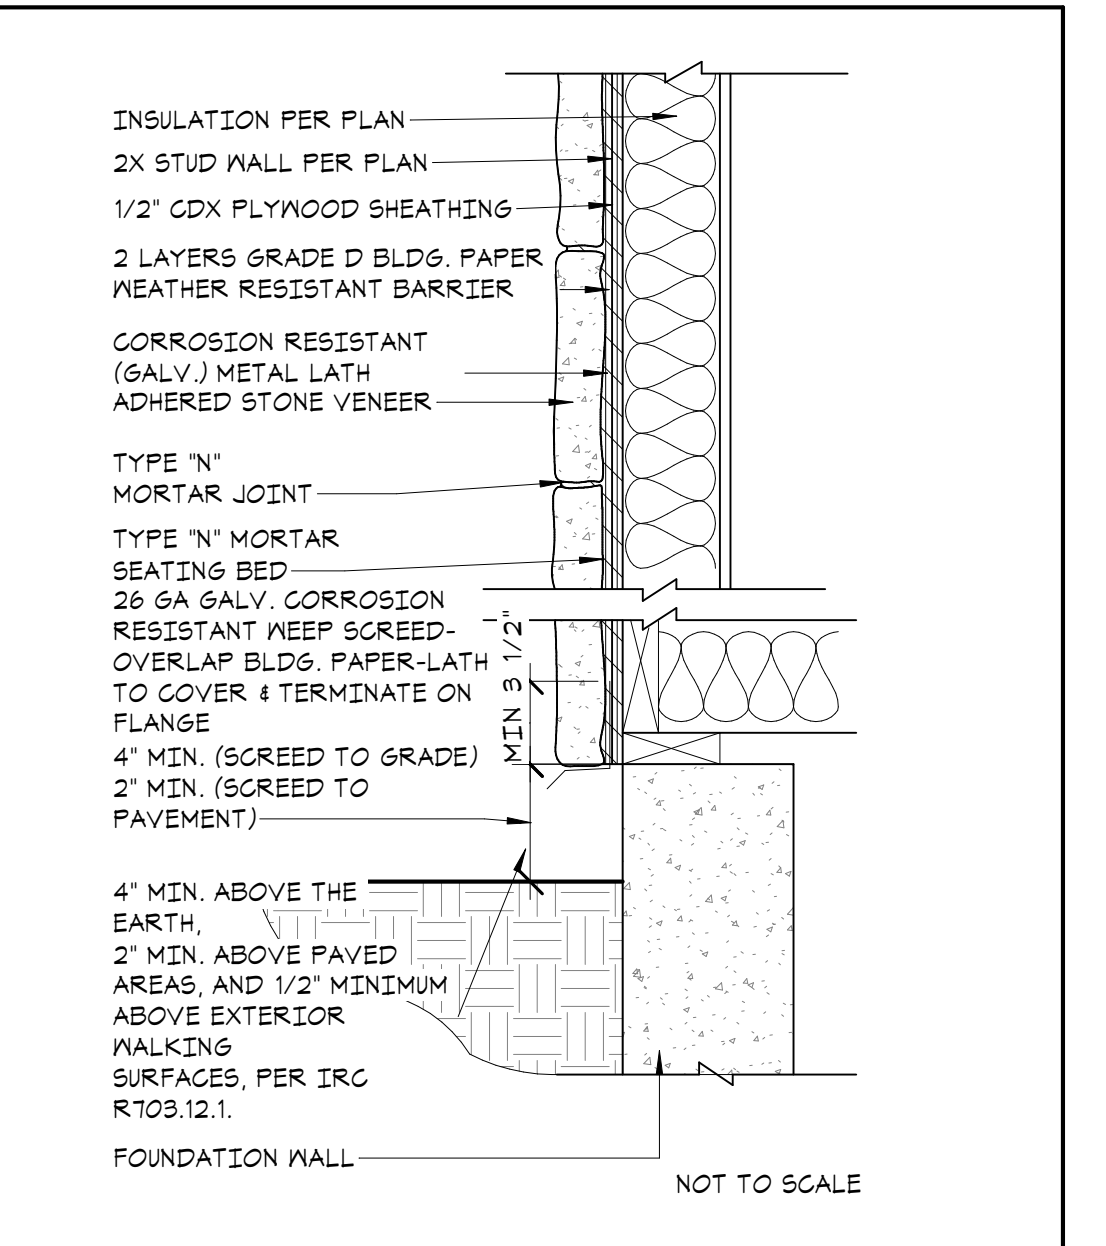 INSULATION PER PLAN
2X STUD WALL PER PLAN
1/2" CDX PLYWOOD SHEATHING
2 LAYERS GRADE D BLDG. PAPER
WEATHER RESISTANT BARRIER
CORROSION RESISTANT
(GALV.) METAL LATH
ADHERED STONE VENEER
TYPE "N"
MORTAR JOINT
TYPE "N" MORTAR
SEATING BED
26 GA GALV. CORROSION
RESISTANT WEEP SCREED-
OVERLAP BLDG. PAPER-LATH
TO COVER & TERMINATE ON
FLANGE
MIN 3 1/2"
4" MIN. (SCREED TO GRADE)
2" MIN. (SCREED TO
PAVEMENT)
4" MIN. ABOVE THE
EARTH,
2" MIN. ABOVE PAVED
AREAS, AND 1/2" MINIMUM
ABOVE EXTERIOR
WALKING
SURFACES, PER IRC
R703.12.1.
FOUNDATION WALL
NOT TO SCALE